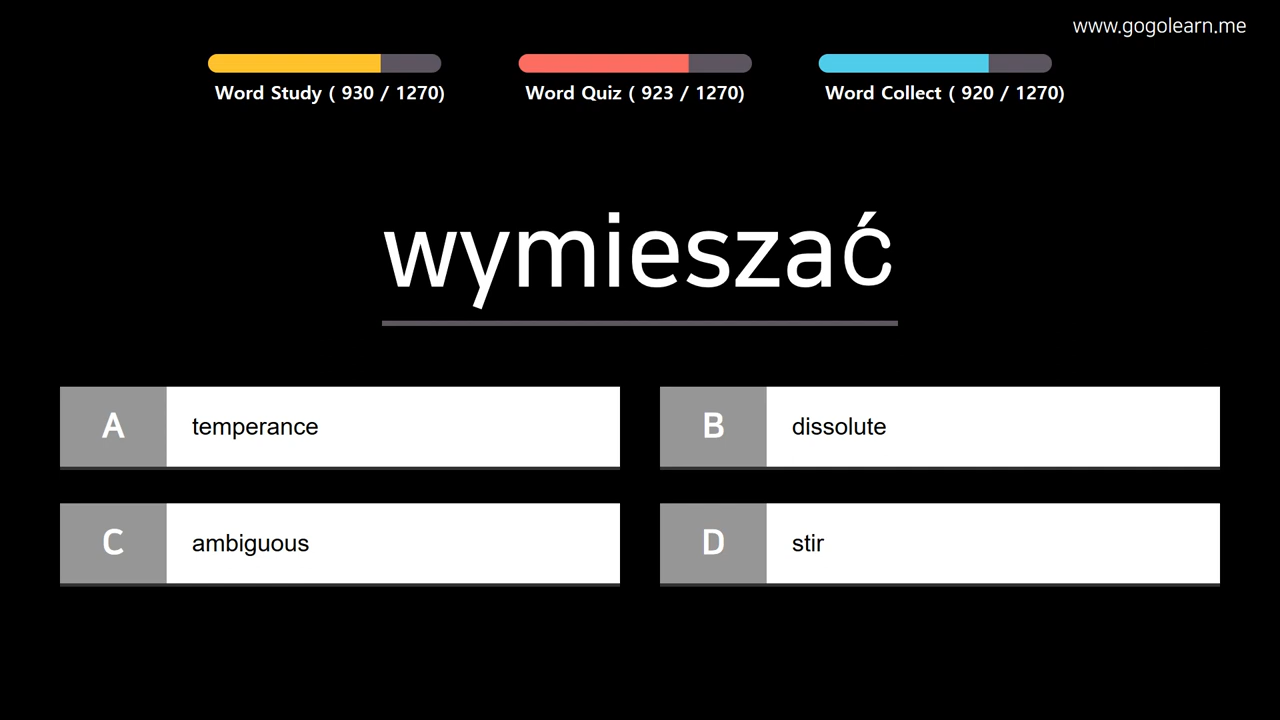 www.gogolearn.me
Word Study ( 930 / 1270)
Word Quiz ( 923 / 1270)
Word Collect ( 920 / 1270)
wymieszać
A temperance
B dissolute
C ambiguous
D stir